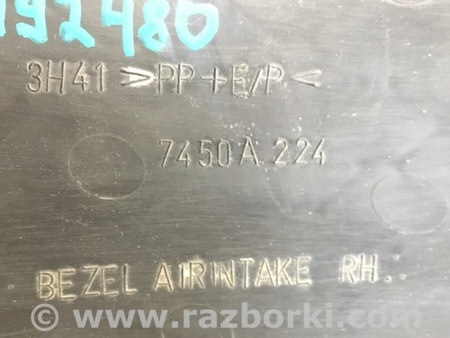 192480
3H41 >PP+E/P<
7450A224
BEZEL AIRINTAKE RH.
© www.razborki.com